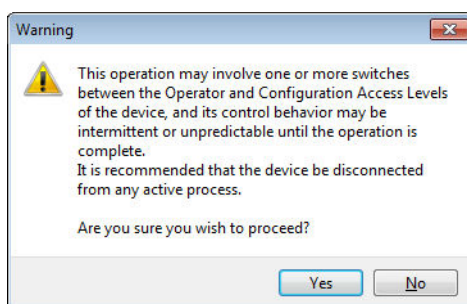 Warning
This operation may involve one or more switches
between the Operator and Configuration Access Levels
of the device, and its control behavior may be
intermittent or unpredictable until the operation is
complete.
It is recommended that the device be disconnected
from any active process.
Are you sure you wish to proceed?
Yes No